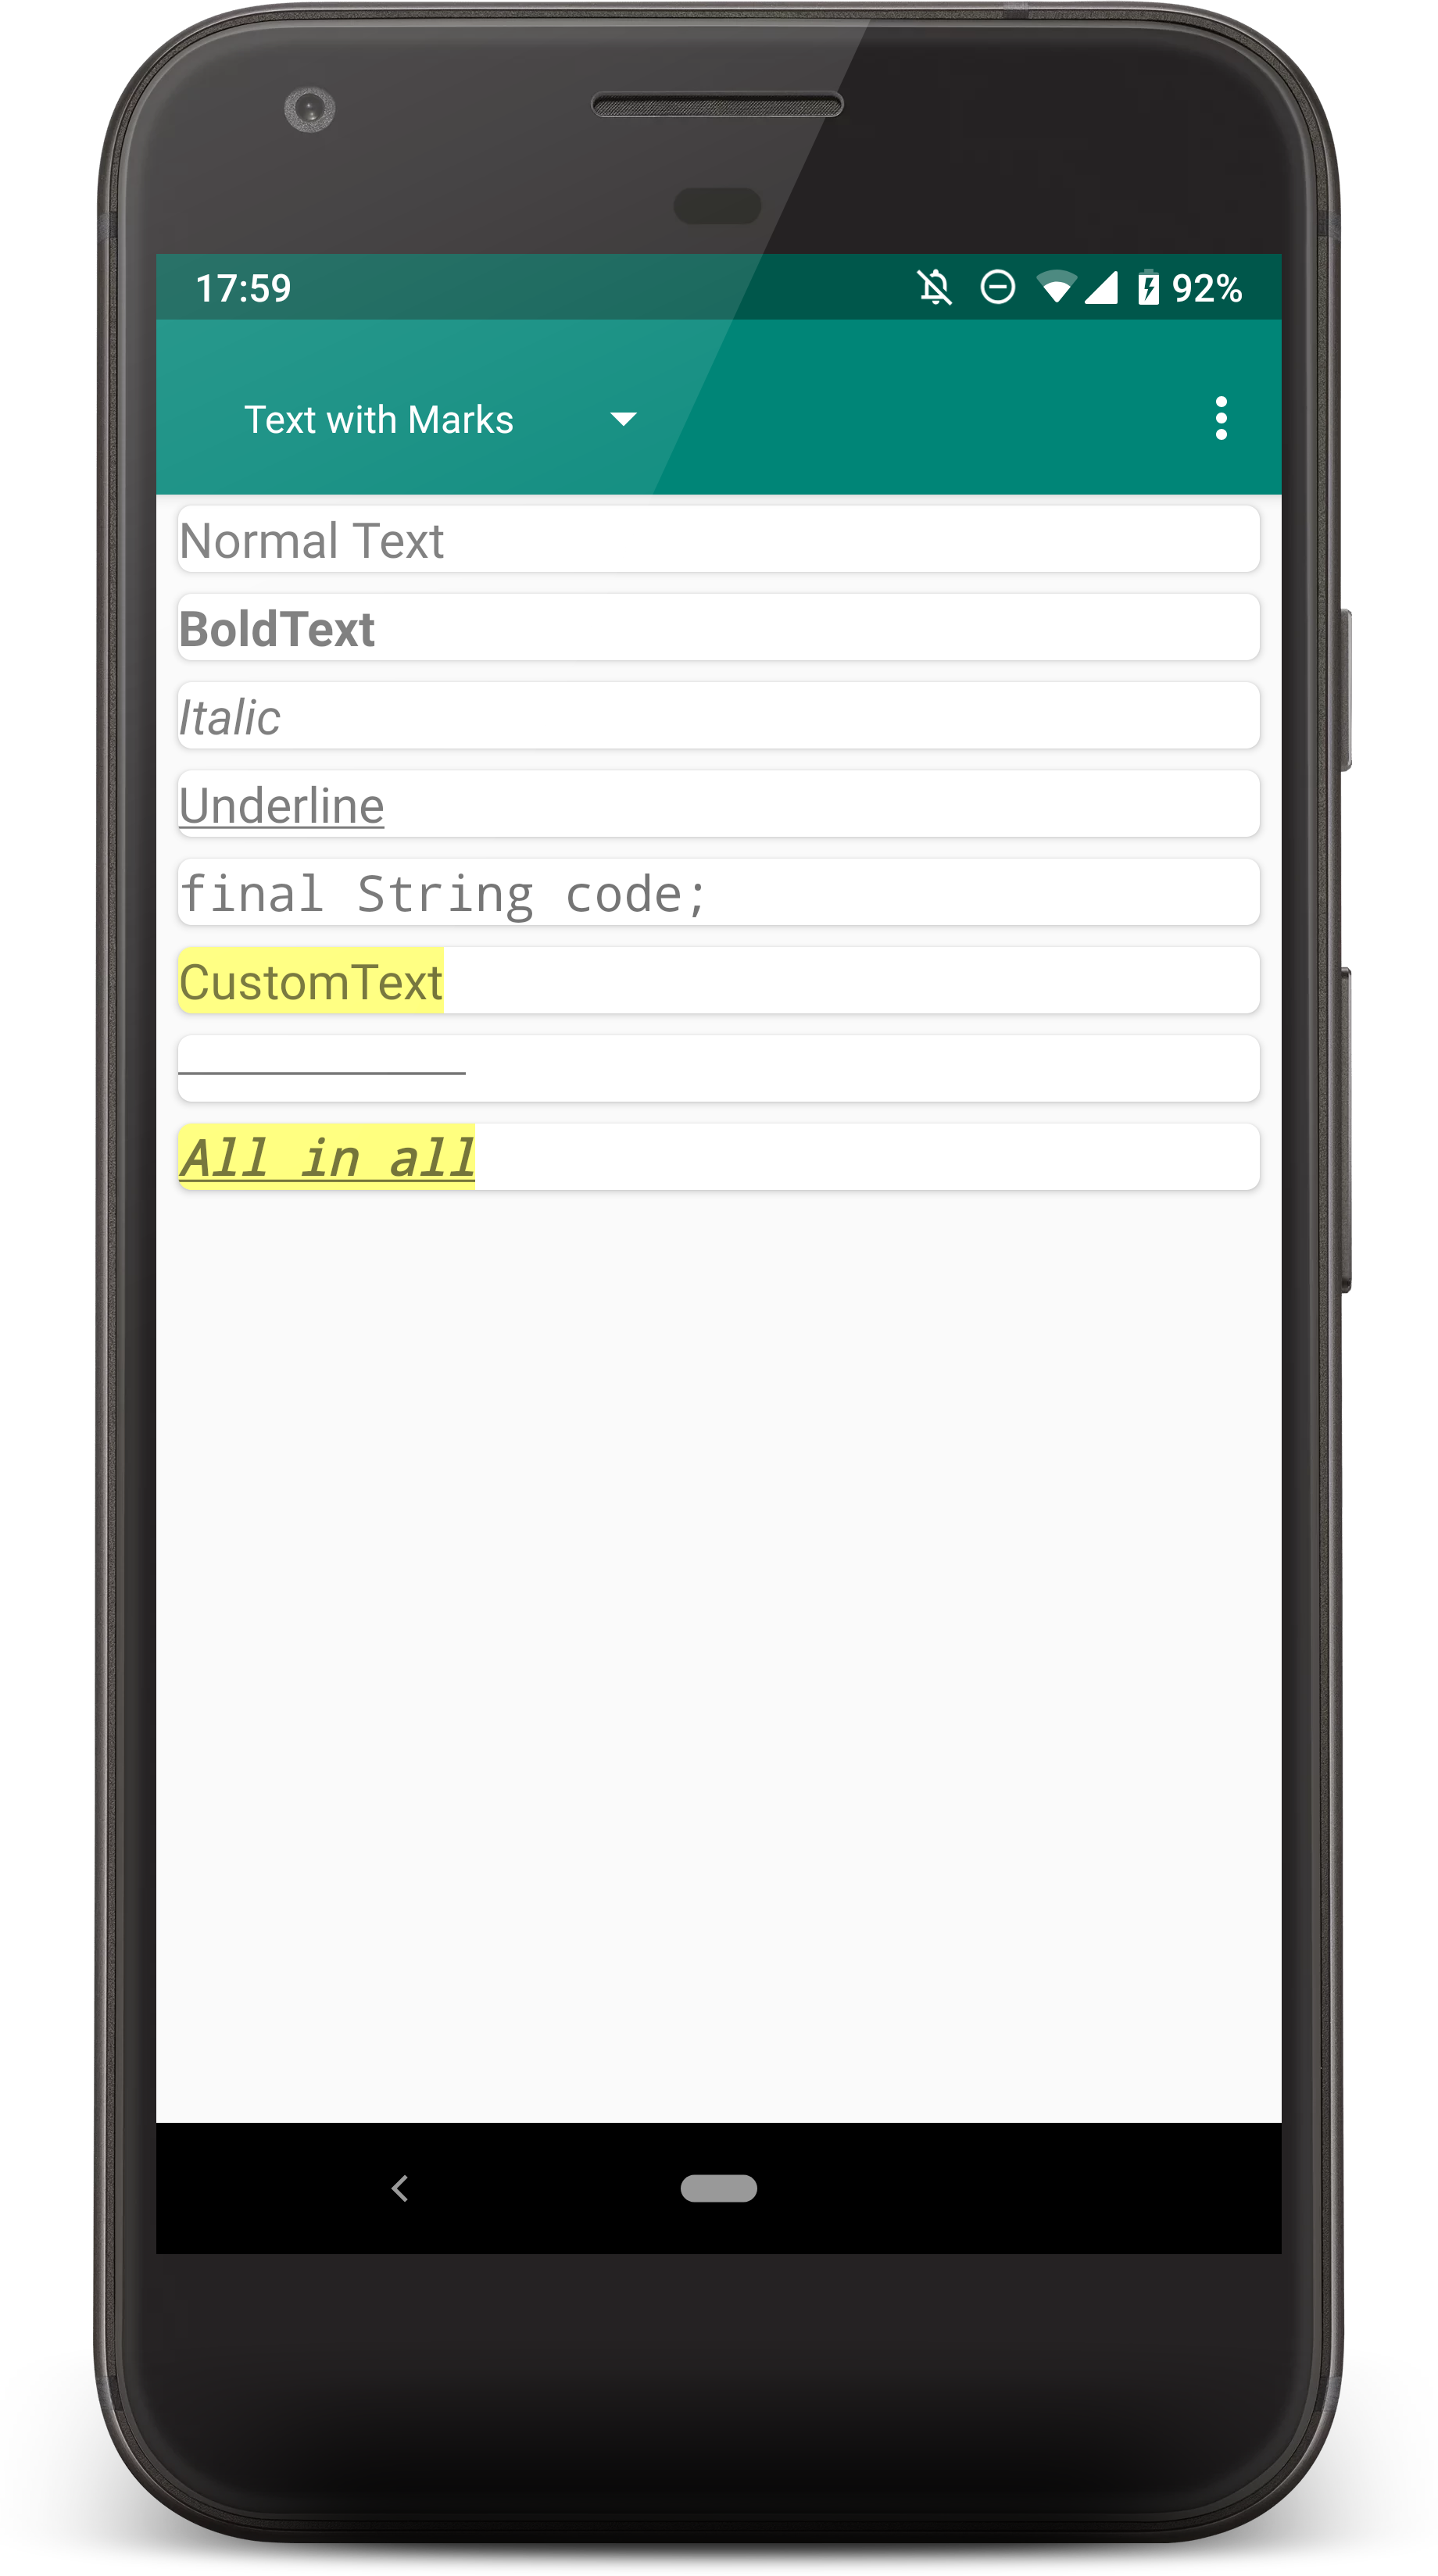 17:59 92%
Text with Marks
Normal Text
BoldText
Italic
Underline
final String code;
CustomText
All in all